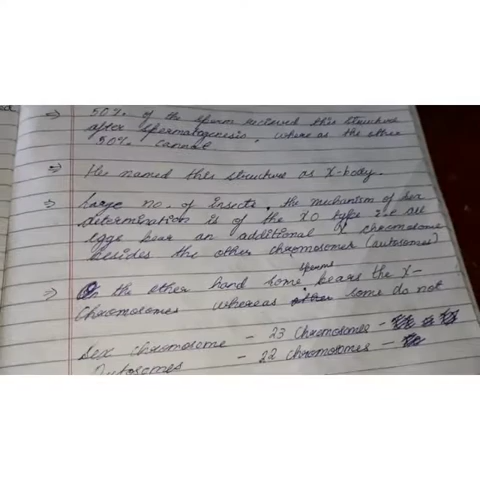 ⇒ 50% of the sperm recieved this structure
after spermatogenesis, where as the other
50% cannot
⇒ He named this structure as X-body.
⇒ Large no. of insects, the mechanism of sex
determination is of the XO type i.e all
eggs bear an additional X chromosome
besides the other chromosomes (autosomes)
⇒ On the other hand some sperms bears the X-
Chromosomes whereas some do not
Sex chromosome - 23 Chromosomes -
Autosomes - 22 chromosomes -